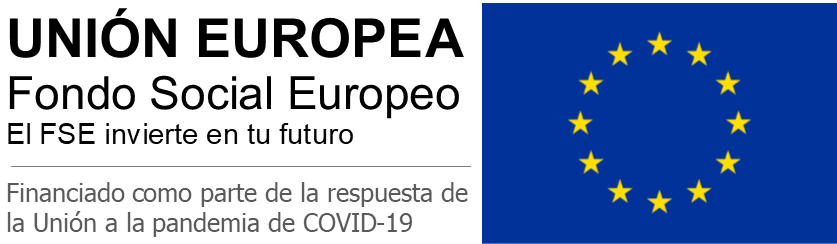 UNIÓN EUROPEA
Fondo Social Europeo
El FSE invierte en tu futuro
Financiado como parte de la respuesta de
la Unión a la pandemia de COVID-19